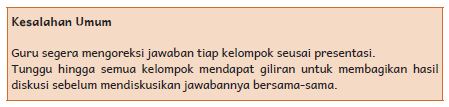 Kesalahan Umum
Guru segera mengoreksi jawaban tiap kelompok seusai presentasi.
Tunggu hingga semua kelompok mendapat giliran untuk membagikan hasil
diskusi sebelum mendiskusikan jawabannya bersama-sama.